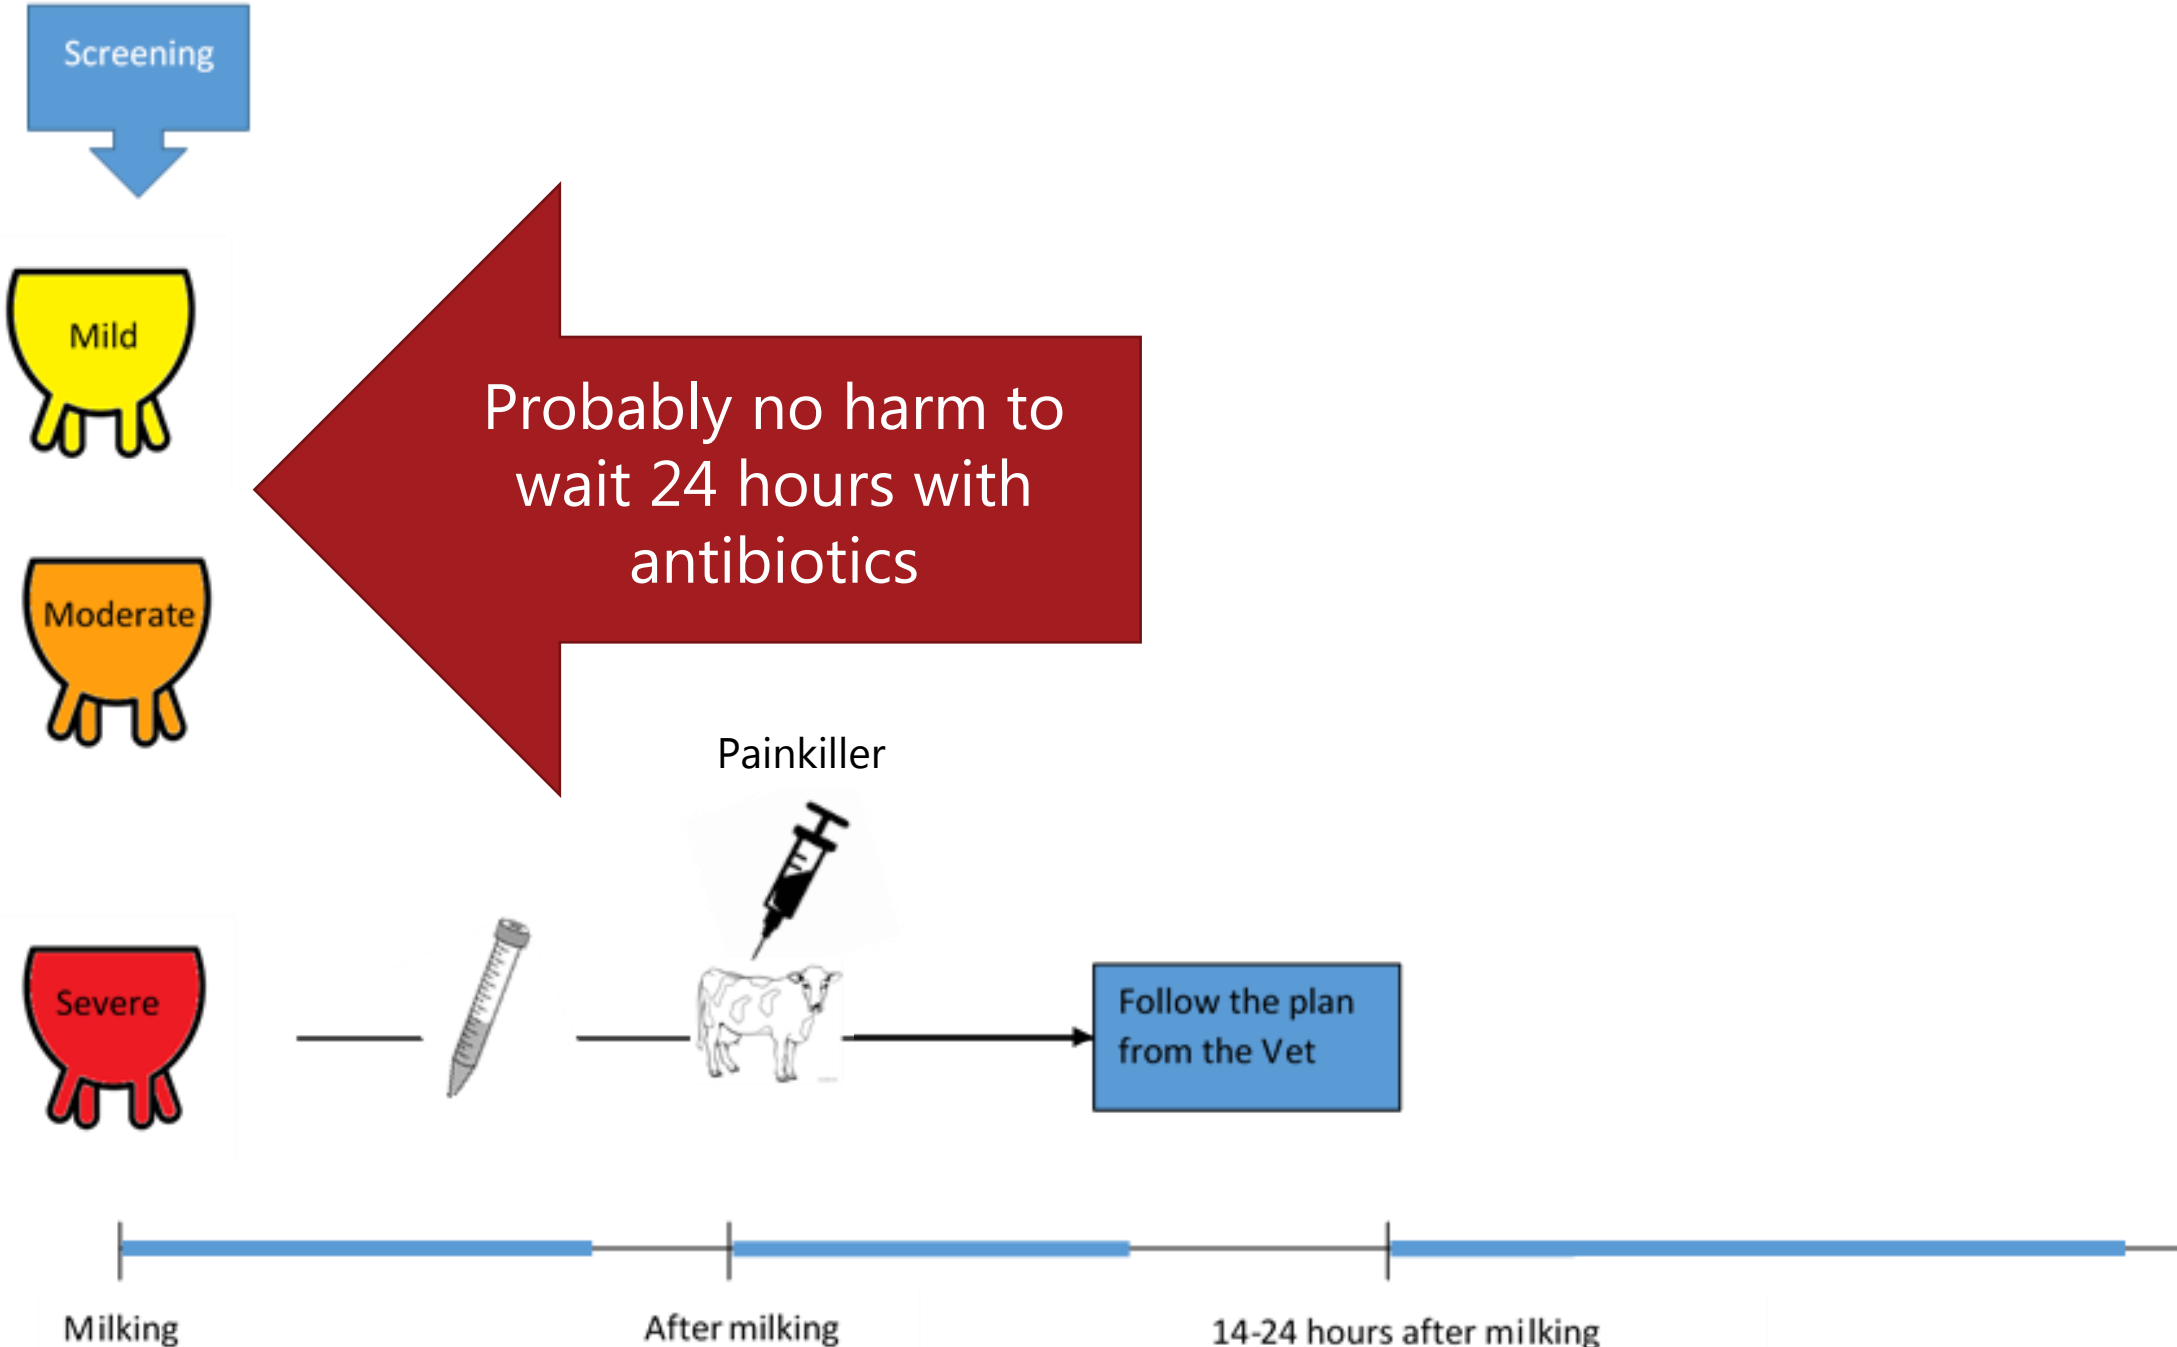 Screening
Mild
Probably no harm to
wait 24 hours with
antibiotics
Moderate
Painkiller
Severe
Follow the plan
from the Vet
Milking
After milking
14-24 hours after milking